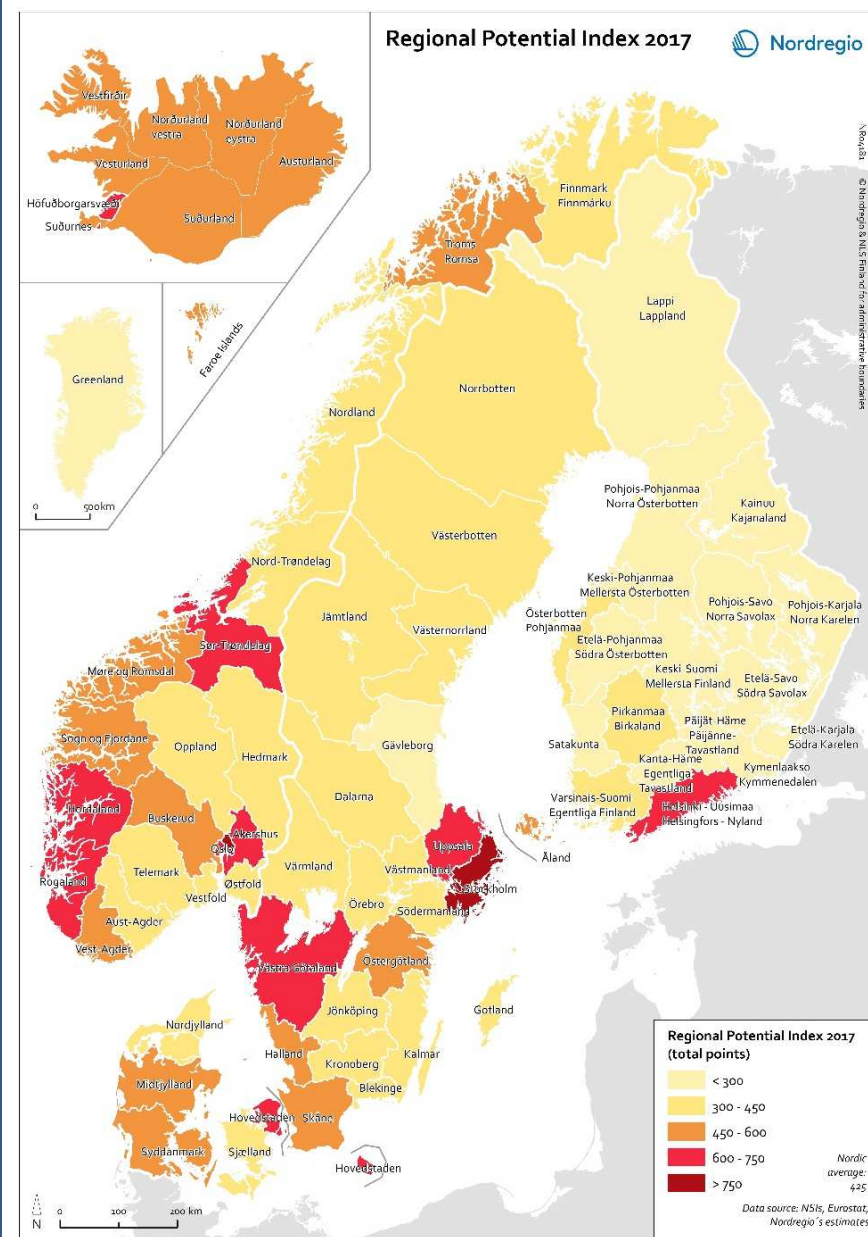 Regional Potential Index 2017
Nordregio
NR04181 © Nordregio & NLS Finland for administrative boundaries
Vestfirðir
Norðurland
vestra
Norðurland
eystra
Vesturland
Austurland
Höfuðborgarsvæði
Suðurnes
Suðurland
Greenland
0 500 km
Faroe Islands
Finnmark
Finnmárku
Troms
Romsa
Lappi
Lappland
Norrbotten
Nordland
Pohjois-Pohjanmaa
Norra Österbotten
Kainuu
Kajanaland
Västerbotten
Nord-Trøndelag
Keski-Pohjanmaa
Mellersta Österbotten
Pohjois-Savo
Norra Savolax
Pohjois-Karjala
Norra Karelen
Jämtland
Västernorrland
Österbotten
Pohjanmaa
Etelä-Pohjanmaa
Södra Österbotten
Sør-Trøndelag
Møre og Romsdal
Keski-Suomi
Mellersta Finland
Etelä-Savo
Södra Savolax
Pirkanmaa
Birkaland
Päijät-Häme
Päijänne-
Tavastland
Etelä-Karjala
Södra Karelen
Sogn og Fjordane
Oppland
Hedmark
Gävleborg
Satakunta
Kanta-Häme
Egentliga
Tavastland
Kymenlaakso
Kymmenedalen
Dalarna
Varsinais-Suomi
Egentliga Finland
Helsinki - Uusimaa
Helsingfors - Nyland
Hordaland
Buskerud
Akershus
Oslo
Uppsala
Åland
Rogaland
Telemark
Østfold
Vestfold
Värmland
Västmanland
Stockholm
Örebro
Södermanland
Aust-Agder
Vest-Agder
Västra Götaland
Östergötland
Jönköping
Gotland
Nordjylland
Halland
Kronoberg
Kalmar
Blekinge
Midtjylland
Hovedstaden
Skåne
Syddanmark
Sjælland
Hovedstaden
N
0 100 200 km
Regional Potential Index 2017
(total points)
< 300
300 - 450
450 - 600
600 - 750
> 750
Nordic
average:
425
Data source: NSIs, Eurostat,
Nordregio´s estimates